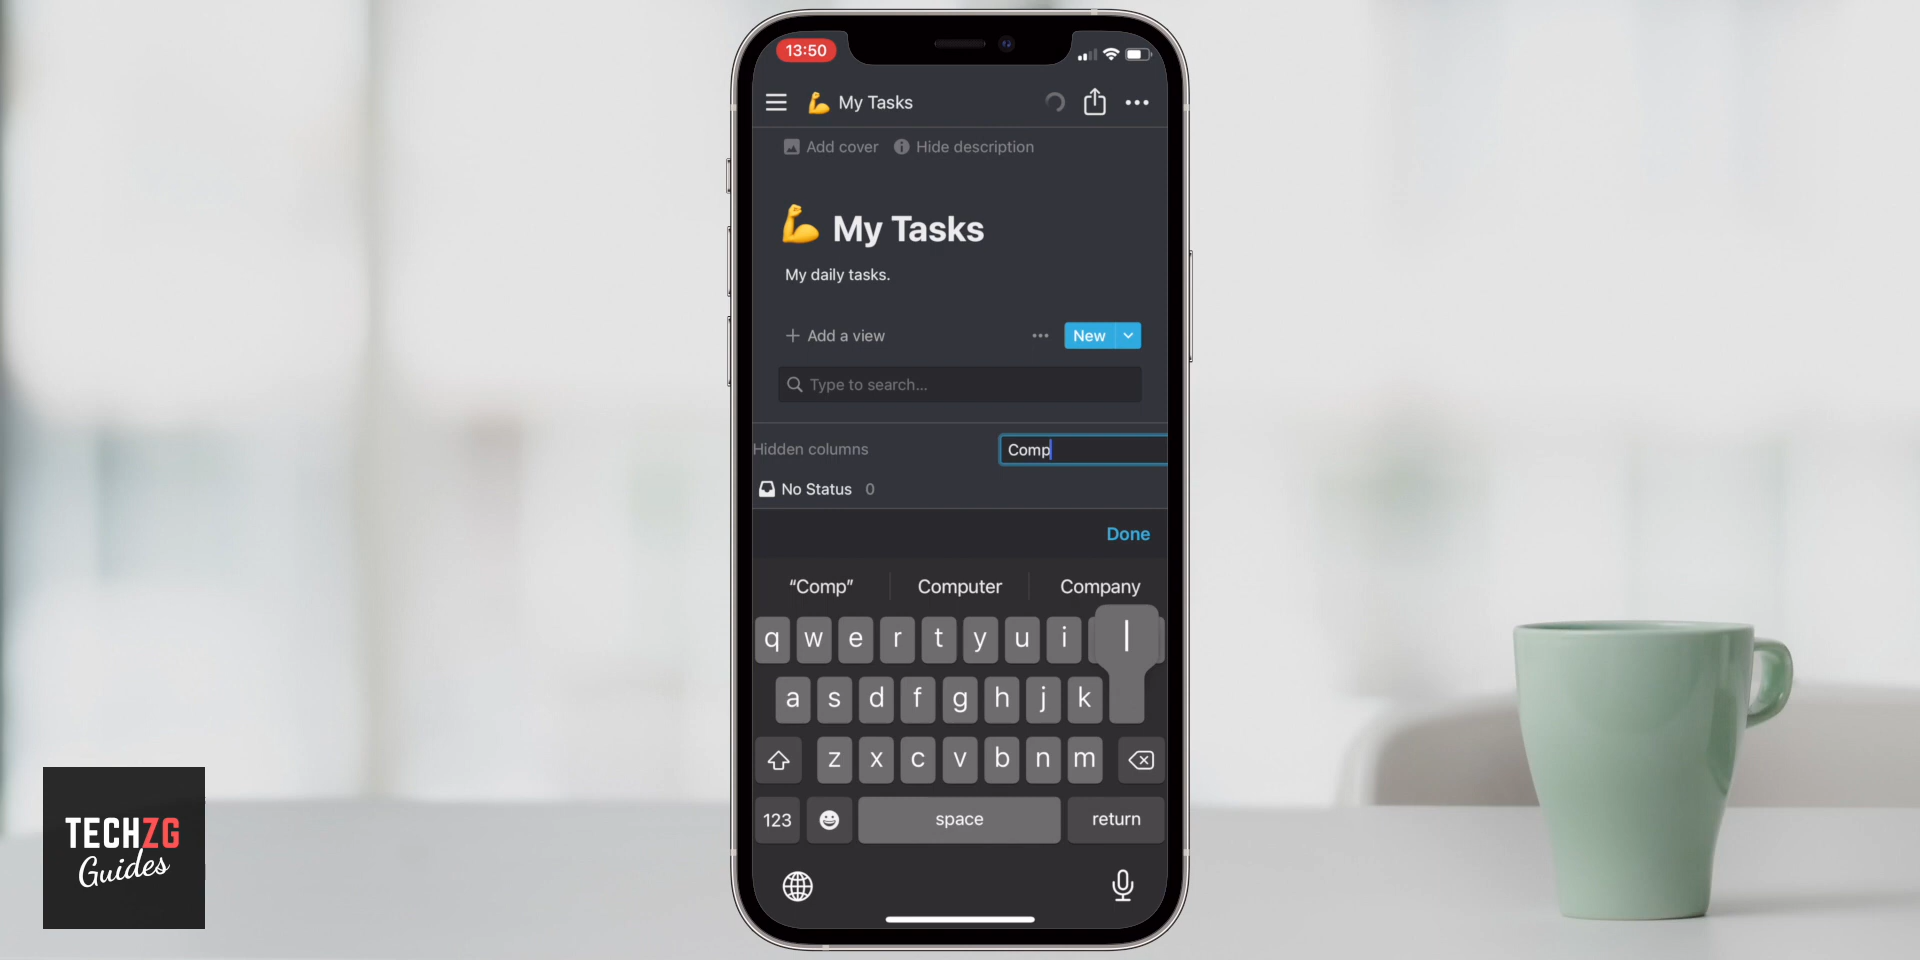 13:50
My Tasks
Add cover Hide description
My Tasks
My daily tasks.
Add a view New
Type to search...
Hidden columns Comp
No Status 0
Done
“Comp” Computer Company
q w e r t y u i l
a s d f g h j k
z x c v b n m
123 space return
TECHZG
Guides